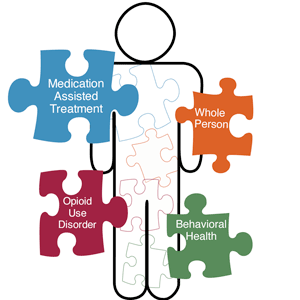 Medication
Assisted
Treatment
Whole
Person
Opioid
Use
Disorder
Behavioral
Health